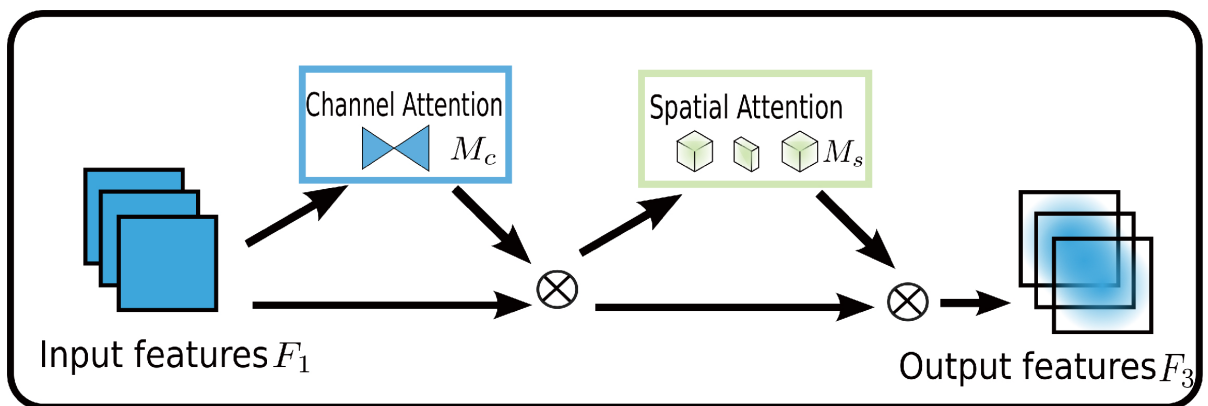 Channel Attention
M_c
Spatial Attention
M_s
Input features F_1
Output features F_3